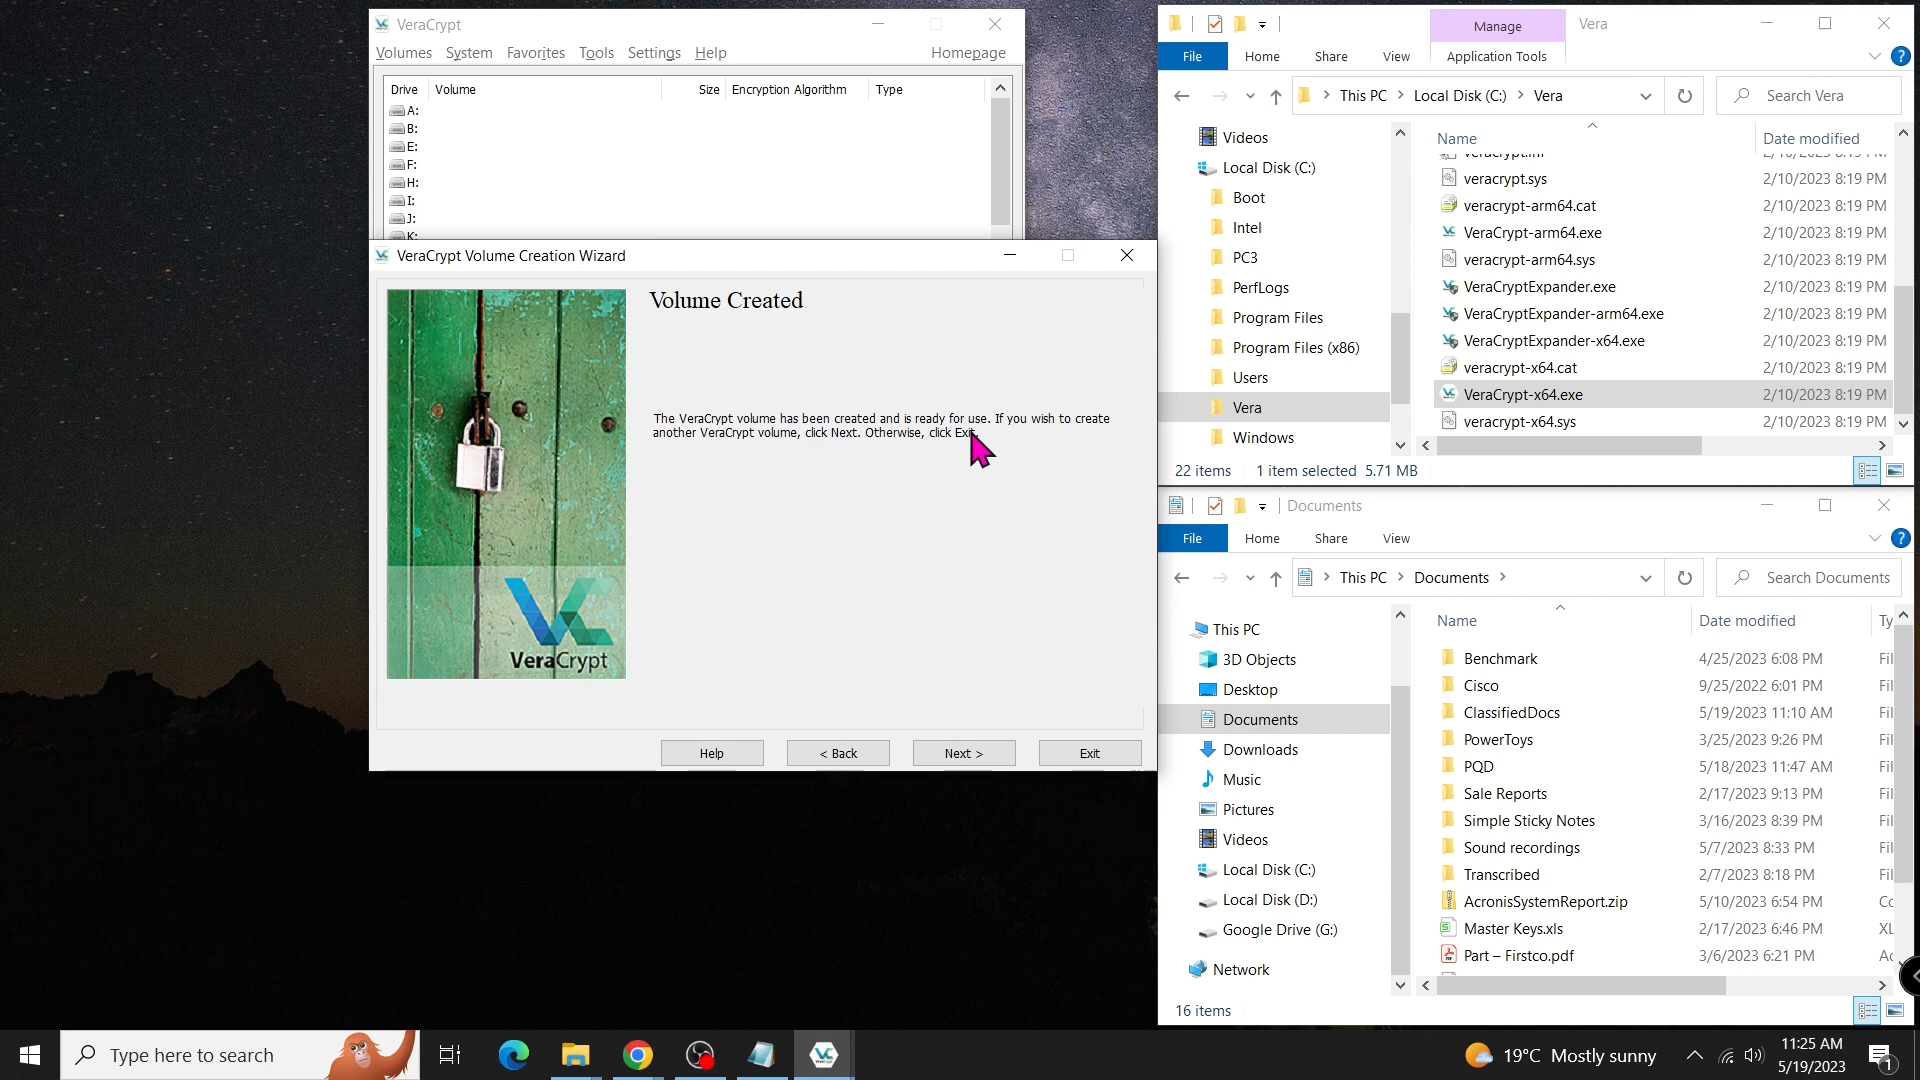 VeraCrypt
Volumes System Favorites Tools Settings Help Homepage
Drive Volume Size Encryption Algorithm Type
A:
B:
E:
F:
H:
I:
J:
K:
VeraCrypt Volume Creation Wizard
Volume Created
The VeraCrypt volume has been created and is ready for use. If you wish to create
another VeraCrypt volume, click Next. Otherwise, click Exit.
VeraCrypt
Help < Back Next > Exit
Manage Vera
File Home Share View Application Tools
This PC Local Disk (C:) Vera Search Vera
Videos
Local Disk (C:)
Boot
Intel
PC3
PerfLogs
Program Files
Program Files (x86)
Users
Vera
Windows
Name Date modified
veracrypt.sys 2/10/2023 8:19 PM
veracrypt-arm64.cat 2/10/2023 8:19 PM
VeraCrypt-arm64.exe 2/10/2023 8:19 PM
veracrypt-arm64.sys 2/10/2023 8:19 PM
VeraCryptExpander.exe 2/10/2023 8:19 PM
VeraCryptExpander-arm64.exe 2/10/2023 8:19 PM
VeraCryptExpander-x64.exe 2/10/2023 8:19 PM
veracrypt-x64.cat 2/10/2023 8:19 PM
VeraCrypt-x64.exe 2/10/2023 8:19 PM
veracrypt-x64.sys 2/10/2023 8:19 PM
22 items 1 item selected 5.71 MB
Documents
File Home Share View
This PC Documents Search Documents
This PC
3D Objects
Desktop
Documents
Downloads
Music
Pictures
Videos
Local Disk (C:)
Local Disk (D:)
Google Drive (G:)
Network
Name Date modified Ty
Benchmark 4/25/2023 6:08 PM Fil
Cisco 9/25/2022 6:01 PM Fil
ClassifiedDocs 5/19/2023 11:10 AM Fil
PowerToys 3/25/2023 9:26 PM Fil
PQD 5/18/2023 11:47 AM Fil
Sale Reports 2/17/2023 9:13 PM Fil
Simple Sticky Notes 3/16/2023 8:39 PM Fil
Sound recordings 5/7/2023 8:33 PM Fil
Transcribed 2/7/2023 8:18 PM Fil
AcronisSystemReport.zip 5/10/2023 6:54 PM Co
Master Keys.xls 2/17/2023 6:46 PM XL
Part – Firstco.pdf 3/6/2023 6:21 PM Ac
16 items
Type here to search
19°C Mostly sunny
11:25 AM
5/19/2023
1